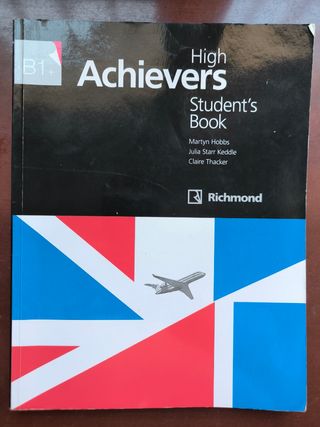 B1+
High
Achievers
Student's
Book
Martyn Hobbs
Julia Starr Keddle
Claire Thacker
R Richmond